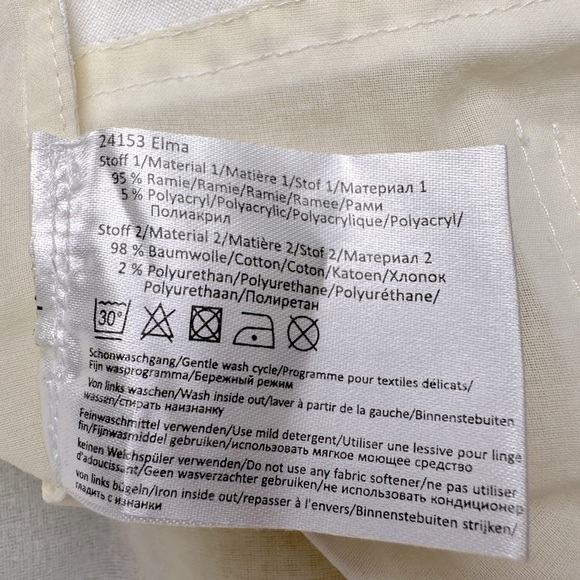 24153 Elma
Stoff 1/Material 1/Matière 1/Stof 1/Материал 1
95 % Ramie/Ramie/Ramie/Ramee/Рами
5 % Polyacryl/Polyacrylic/Polyacrylique/Polyacryl/
Полиакрил
Stoff 2/Material 2/Matière 2/Stof 2/Материал 2
98 % Baumwolle/Cotton/Coton/Katoen/Хлопок
2 % Polyurethan/Polyurethane/Polyuréthane/
Polyurethaan/Полиретан
30°
Schonwaschgang/Gentle wash cycle/Programme pour textiles délicats/
Fijn wasprogramma/Бережный режим
Von links waschen/Wash inside out/laver à partir de la gauche/Binnenstebuiten
wassen/стирать наизнанку
Feinwaschmittel verwenden/Use mild detergent/Utiliser une lessive pour linge
fin/Fijnwasmiddel gebruiken/использовать мягкое моющее средство
keinen Weichspüler verwenden/Do not use any fabric softener/ne pas utiliser
d'adoucissant/Geen wasverzachter gebruiken/не использовать кондиционер
von links bügeln/Iron inside out/repasser à l'envers/Binnenstebuiten strijken/
гладить с изнанки